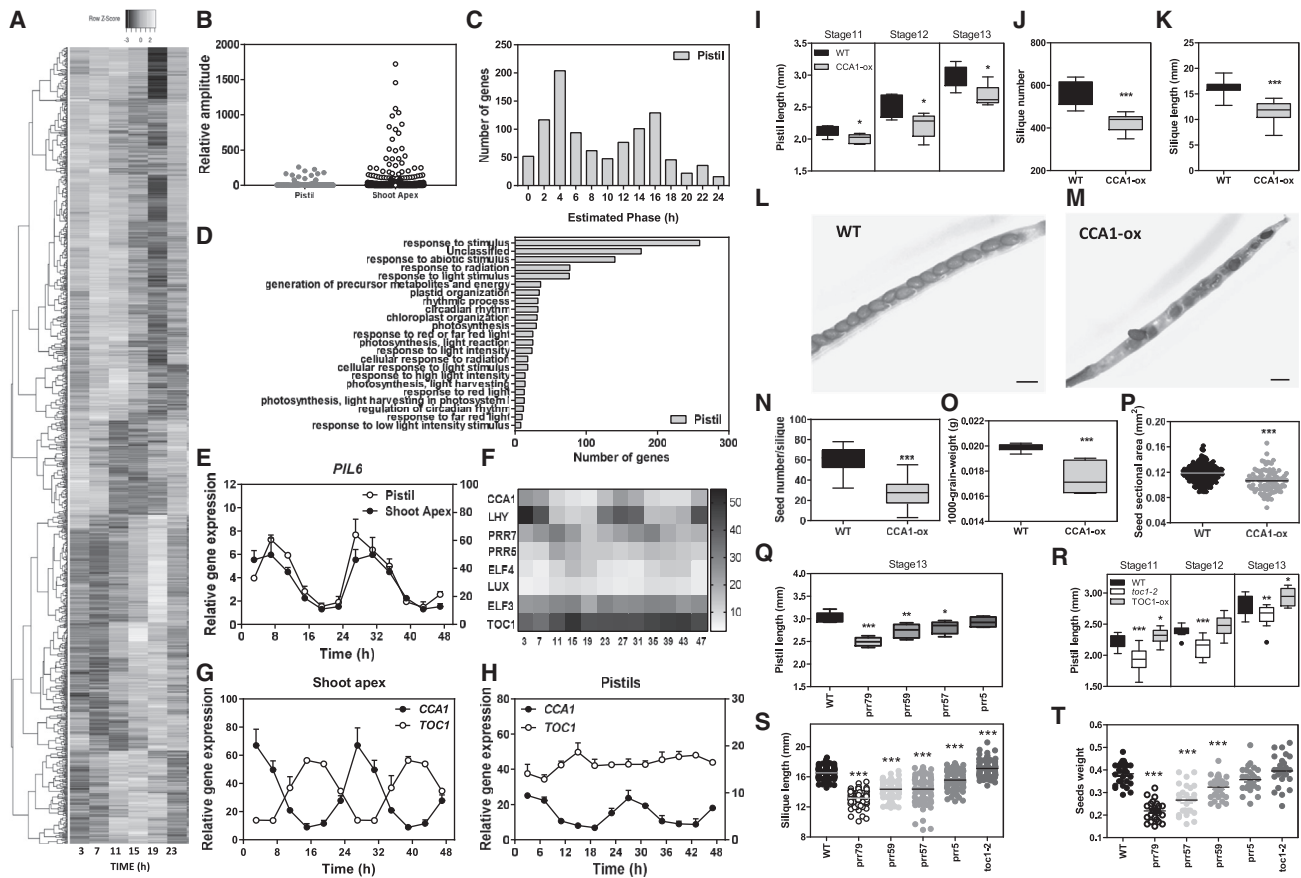 A
Row Z-Score
-3 0 2
3 7 11 15 19 23
TIME (h)
B
Relative amplitude
2000
1500
1000
500
0
Pistil Shoot Apex
C
Number of genes
250
200
150
100
50
0
Pistil
0 2 4 6 8 10 12 14 16 18 20 22 24
Estimated Phase (h)
D
response to stimulus
Unclassified
response to abiotic stimulus
response to radiation
response to light stimulus
generation of precursor metabolites and energy
plastid organization
rhythmic process
circadian rhythm
chloroplast organization
photosynthesis
response to red or far red light
photosynthesis, light reaction
response to light intensity
cellular response to radiation
cellular response to light stimulus
response to high light intensity
photosynthesis, light harvesting
response to red light
photosynthesis, light harvesting in photosystem I
regulation of circadian rhythm
response to far red light
response to low light intensity stimulus
Pistil
0 100 200 300
Number of genes
E
PIL6
Relative gene expression
12
10
8
6
4
2
0
100
80
60
40
20
0
Pistil
Shoot Apex
0 8 16 24 32 40 48
Time (h)
F
CCA1
LHY
PRR7
PRR5
ELF4
LUX
ELF3
TOC1
3 7 11 15 19 23 27 31 35 39 43 47
50
40
30
20
10
G
Shoot apex
Relative gene expression
100
80
60
40
20
0
CCA1
TOC1
0 8 16 24 32 40 48
Time (h)
H
Pistils
Relative gene expression
80
60
40
20
0
30
20
10
0
CCA1
TOC1
0 6 12 18 24 30 36 42 48
Time (h)
I
Stage11 Stage12 Stage13
Pistil length (mm)
3.5
3.0
2.5
2.0
1.5
WT
CCA1-ox
* * *
J
Silique number
800
600
400
200
***
WT CCA1-ox
K
Silique length (mm)
25
20
15
10
5
0
***
WT CCA1-ox
L
WT
M
CCA1-ox
N
Seed number/silique
100
80
60
40
20
0
***
WT CCA1-ox
O
1000-grain-weight (g)
0.022
0.020
0.018
0.016
0.014
***
WT CCA1-ox
P
Seed sectional area (mm2)
0.20
0.16
0.12
0.08
0.04
***
WT CCA1-ox
Q
Stage13
Pistil length (mm)
4.0
3.5
3.0
2.5
2.0
1.5
*** ** *
WT prr79 prr59 prr57 prr5
R
Stage11 Stage12 Stage13
Pistil length (mm)
3,00
2,50
2,00
1,50
WT
toc1-2
TOC1-ox
*** * *** ** *
S
Silique length (mm)
24
20
16
12
*** *** *** *** ***
WT prr79 prr59 prr57 prr5 toc1-2
T
Seeds weight
0.6
0.5
0.4
0.3
0.2
0.1
*** *** ***
WT prr79 prr57 prr59 prr5 toc1-2